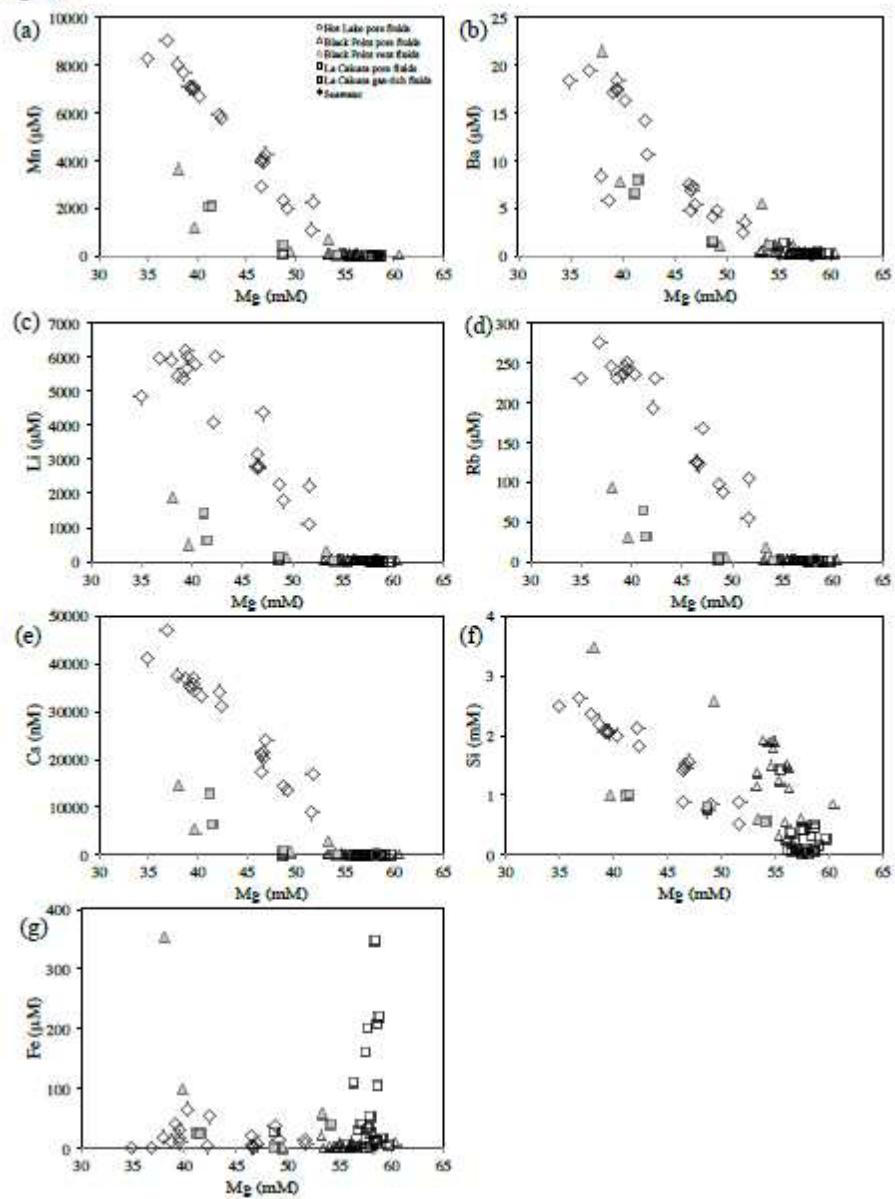 (a)
10000
8000
6000
4000
2000
0
Mn (μM)
30 35 40 45 50 55 60 65
Mg (mM)
Hot Lake pore fluids
Black Point pore fluids
Black Point vent fluids
La Calcara pore fluids
La Calcara gas-rich fluids
Seawater
(b)
25
20
15
10
5
0
Ba (μM)
30 35 40 45 50 55 60 65
Mg (mM)
(c)
7000
6000
5000
4000
3000
2000
1000
0
Li (μM)
30 35 40 45 50 55 60 65
Mg (mM)
(d)
300
250
200
150
100
50
0
Rb (μM)
30 35 40 45 50 55 60 65
Mg (mM)
(e)
50000
40000
30000
20000
10000
0
Cs (nM)
30 35 40 45 50 55 60 65
Mg (mM)
(f)
4
3
2
1
0
Si (mM)
30 35 40 45 50 55 60 65
Mg (mM)
(g)
400
300
200
100
0
Fe (μM)
30 35 40 45 50 55 60 65
Mg (mM)